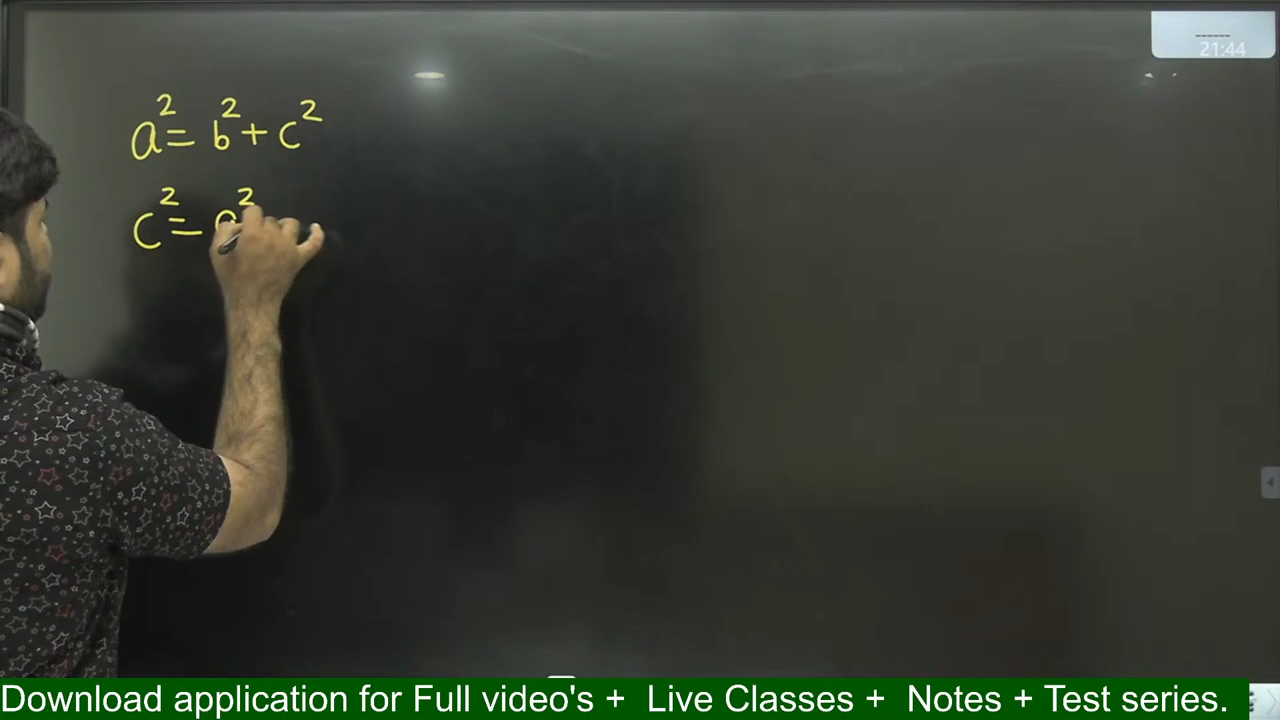 ------
21:44
a² = b² + c²
c² = a²
Download application for Full video's + Live Classes + Notes + Test series.